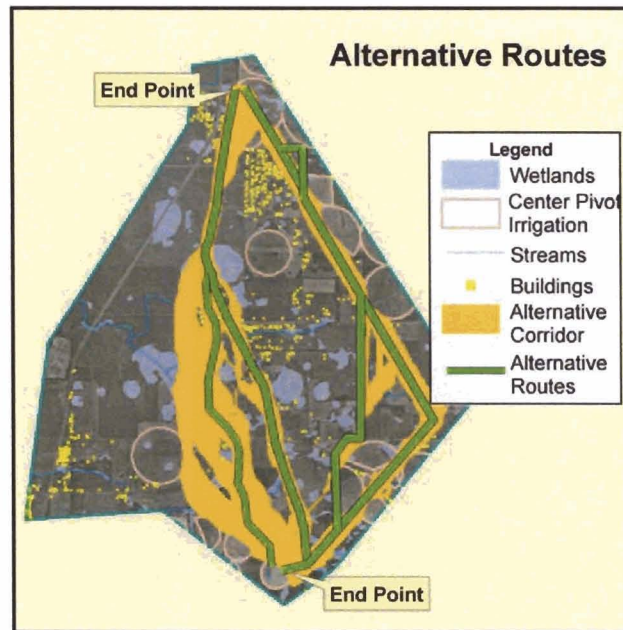 Alternative Routes
End Point
Legend
Wetlands
Center Pivot
Irrigation
Streams
Buildings
Alternative
Corridor
Alternative
Routes
End Point